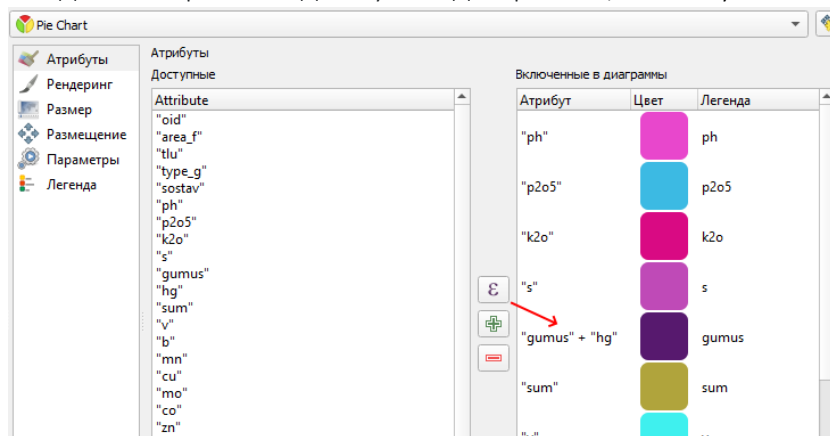 Pie Chart
Атрибуты
Рендеринг
Размер
Размещение
Параметры
Легенда
Атрибуты
Доступные
Attribute
"oid"
"area_f"
"tlu"
"type_g"
"sostav"
"ph"
"p2o5"
"k2o"
"s"
"gumus"
"hg"
"sum"
"v"
"b"
"mn"
"cu"
"mo"
"co"
"zn"
ε
Включенные в диаграммы
Атрибут Цвет Легенда
"ph" ph
"p2o5" p2o5
"k2o" k2o
"s" s
"gumus" + "hg" gumus
"sum" sum